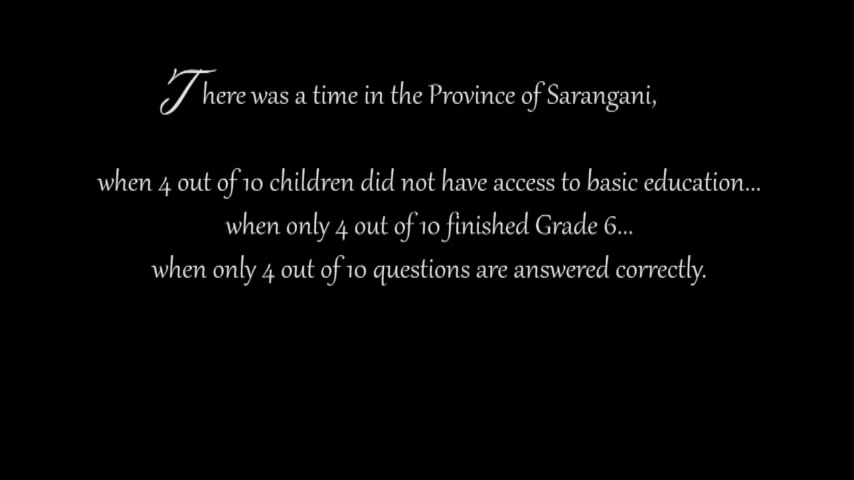 There was a time in the Province of Sarangani,
when 4 out of 10 children did not have access to basic education...
when only 4 out of 10 finished Grade 6...
when only 4 out of 10 questions are answered correctly.